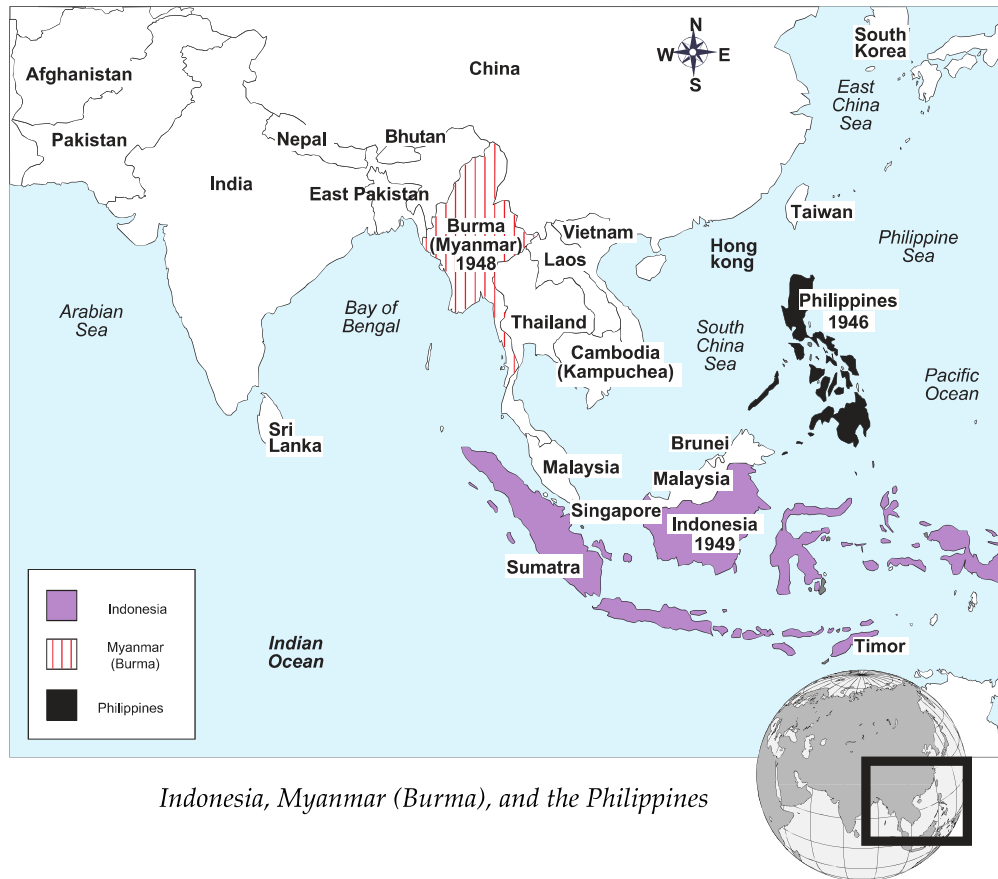 N
W E
S
South
Korea
China
Afghanistan
East
China
Sea
Pakistan
Nepal
Bhutan
India
East Pakistan
Taiwan
Burma
(Myanmar)
1948
Vietnam
Laos
Hong
kong
Philippine
Sea
Arabian
Sea
Bay of
Bengal
Thailand
South
China
Sea
Philippines
1946
Cambodia
(Kampuchea)
Pacific
Ocean
Sri
Lanka
Brunei
Malaysia
Malaysia
Singapore
Indonesia
1949
Sumatra
Timor
Indian
Ocean
Indonesia
Myanmar
(Burma)
Philippines
Indonesia, Myanmar (Burma), and the Philippines